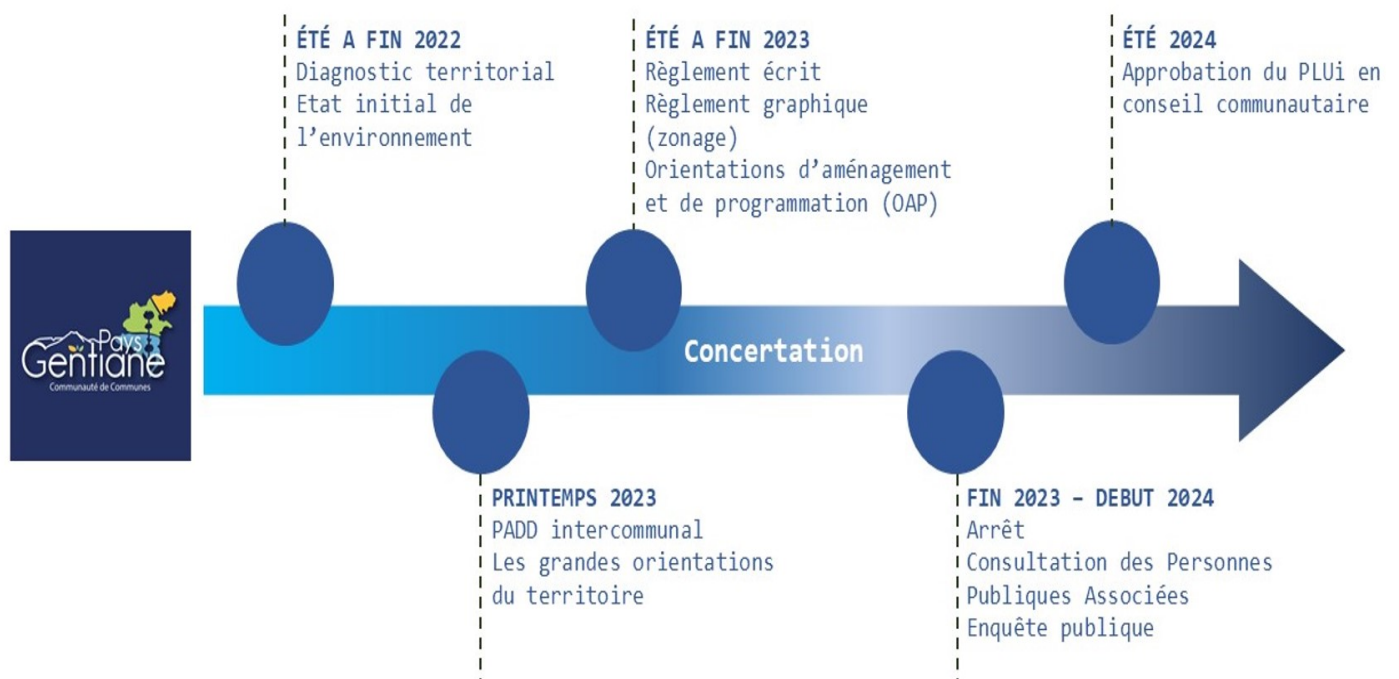 ÉTÉ A FIN 2022
Diagnostic territorial
Etat initial de
l’environnement
ÉTÉ A FIN 2023
Règlement écrit
Règlement graphique
(zonage)
Orientations d’aménagement
et de programmation (OAP)
ÉTÉ 2024
Approbation du PLUi en
conseil communautaire
Pays
Gentiane
Communauté de Communes
Concertation
PRINTEMPS 2023
PADD intercommunal
Les grandes orientations
du territoire
FIN 2023 – DEBUT 2024
Arrêt
Consultation des Personnes
Publiques Associées
Enquête publique